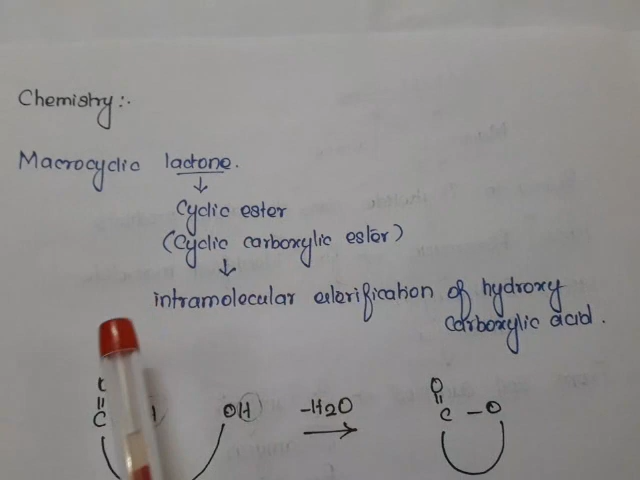 Chemistry:-
Macrocyclic lactone.
↓
Cyclic ester
(Cyclic carboxylic ester)
↓
intramolecular esterification of hydroxy
carboxylic acid.
O
C OH -H2O → C - O